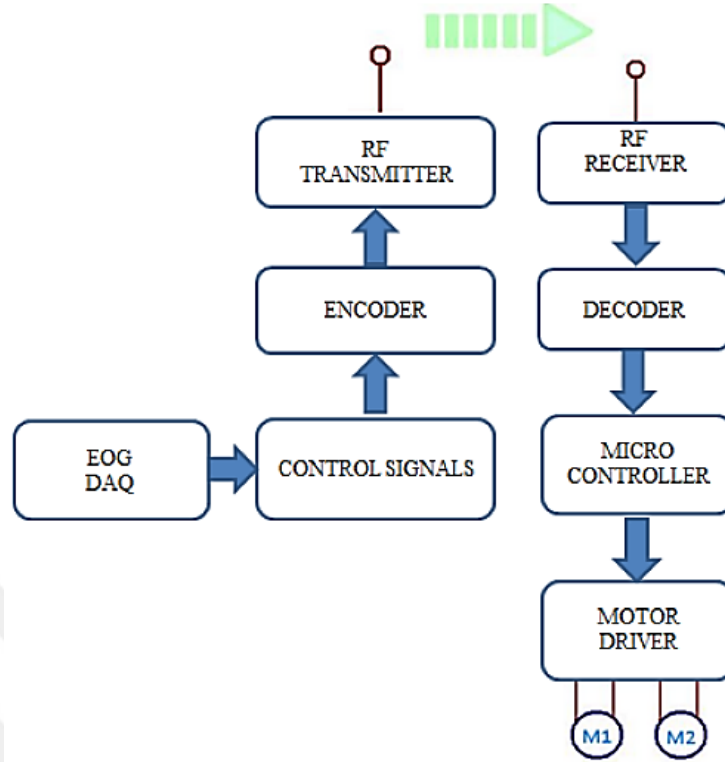 RF
TRANSMITTER
RF
RECEIVER
ENCODER
DECODER
EOG
DAQ
CONTROL SIGNALS
MICRO
CONTROLLER
MOTOR
DRIVER
M1
M2